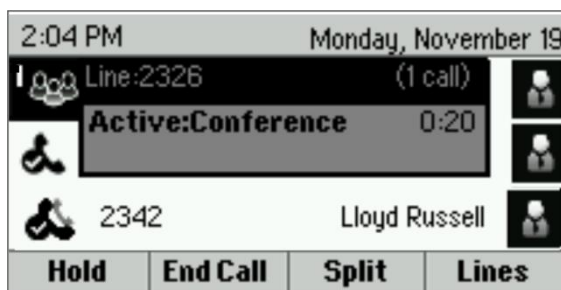 2:04 PM Monday, November 19
Line:2326 (1 call)
Active:Conference 0:20
2342 Lloyd Russell
Hold End Call Split Lines